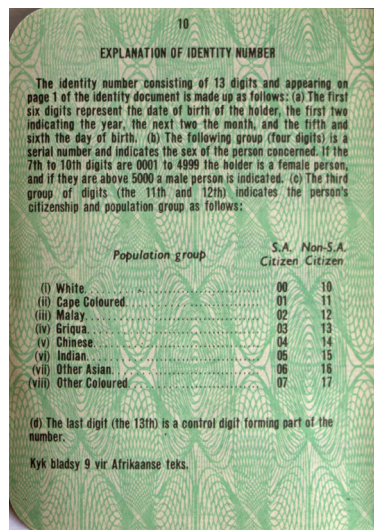 10
EXPLANATION OF IDENTITY NUMBER
The identity number consisting of 13 digits and appearing on
page 1 of the identity document is made up as follows: (a) The first
six digits represent the date of birth of the holder, the first two
indicating the year, the next two the month, and the fifth and
sixth the day of birth. (b) The following group (four digits) is a
serial number and indicates the sex of the person concerned. If the
7th to 10th digits are 0001 to 4999 the holder is a female person,
and if they are above 5000 a male person is indicated. (c) The third
group of digits (the 11th and 12th) indicates the person's
citizenship and population group as follows:
Population group S.A. Citizen Non-S.A. Citizen
(i) White. 00 10
(ii) Cape Coloured 01 11
(iii) Malay. 02 12
(iv) Griqua. 03 13
(v) Chinese. 04 14
(vi) Indian. 05 15
(vii) Other Asian. 06 16
(viii) Other Coloured 07 17
(d) The last digit (the 13th) is a control digit forming part of the
number.
Kyk bladsy 9 vir Afrikaanse teks.